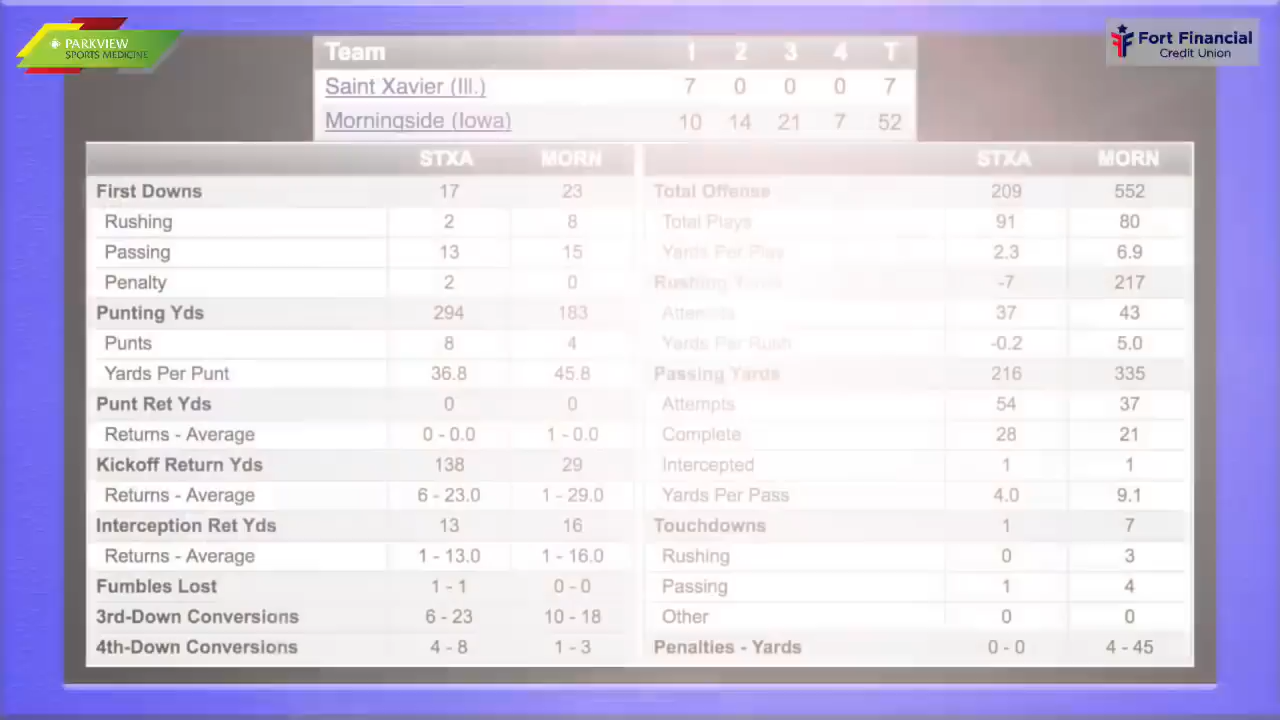 PARKVIEW
SPORTS MEDICINE
Fort Financial
Credit Union
Team 1 2 3 4 T
Saint Xavier (Ill.) 7 0 0 0 7
Morningside (Iowa) 10 14 21 7 52
STXA MORN
First Downs 17 23
Rushing 2 8
Passing 13 15
Penalty 2 0
Punting Yds 294 183
Punts 8 4
Yards Per Punt 36.8 45.8
Punt Ret Yds 0 0
Returns - Average 0 - 0.0 1 - 0.0
Kickoff Return Yds 138 29
Returns - Average 6 - 23.0 1 - 29.0
Interception Ret Yds 13 16
Returns - Average 1 - 13.0 1 - 16.0
Fumbles Lost 1 - 1 0 - 0
3rd-Down Conversions 6 - 23 10 - 18
4th-Down Conversions 4 - 8 1 - 3
STXA MORN
Total Offense 209 552
Total Plays 91 80
Yards Per Play 2.3 6.9
Rushing Yards -7 217
Attempts 37 43
Yards Per Rush -0.2 5.0
Passing Yards 216 335
Attempts 54 37
Complete 28 21
Intercepted 1 1
Yards Per Pass 4.0 9.1
Touchdowns 1 7
Rushing 0 3
Passing 1 4
Other 0 0
Penalties - Yards 0 - 0 4 - 45